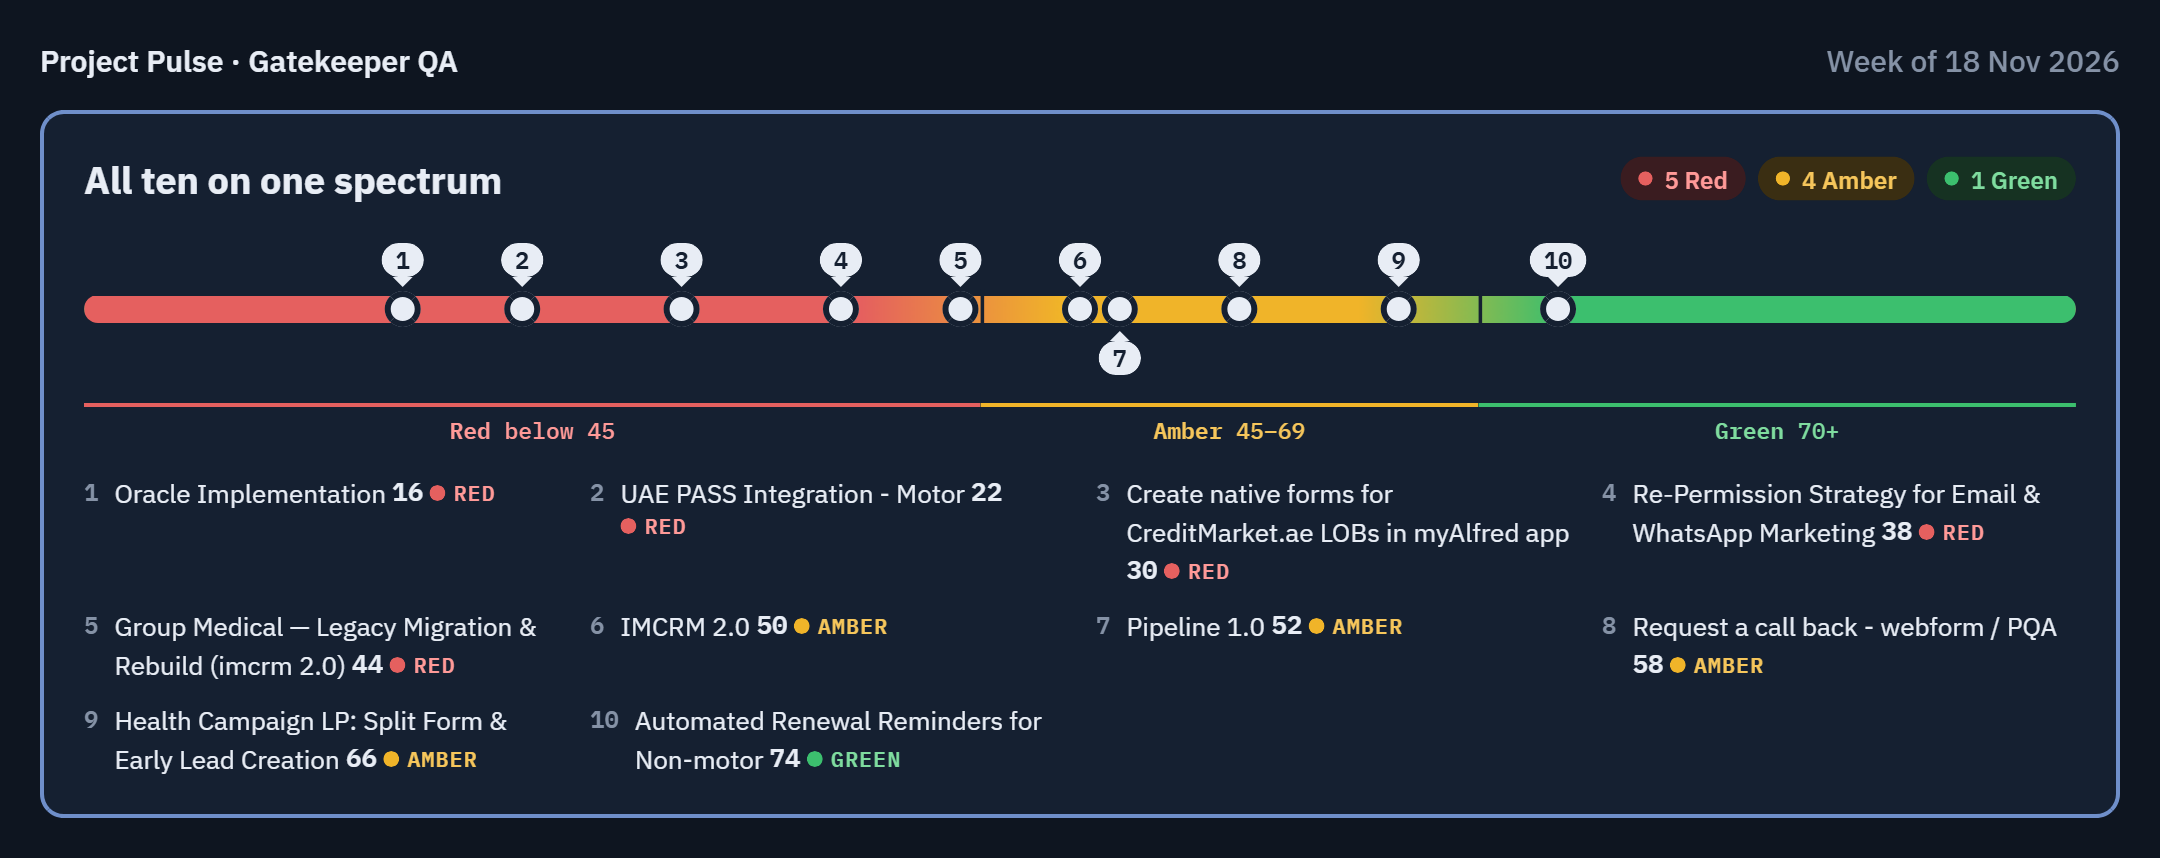 Project Pulse · Gatekeeper QA
Week of 18 Nov 2026
All ten on one spectrum
5 Red
4 Amber
1 Green
1 2 3 4 5 6 8 9 10
7
Red below 45
Amber 45–69
Green 70+
1 Oracle Implementation 16 RED
2 UAE PASS Integration - Motor 22
RED
3 Create native forms for
CreditMarket.ae LOBs in myAlfred app
30 RED
4 Re-Permission Strategy for Email &
WhatsApp Marketing 38 RED
5 Group Medical — Legacy Migration &
Rebuild (imcrm 2.0) 44 RED
6 IMCRM 2.0 50 AMBER
7 Pipeline 1.0 52 AMBER
8 Request a call back - webform / PQA
58 AMBER
9 Health Campaign LP: Split Form &
Early Lead Creation 66 AMBER
10 Automated Renewal Reminders for
Non-motor 74 GREEN